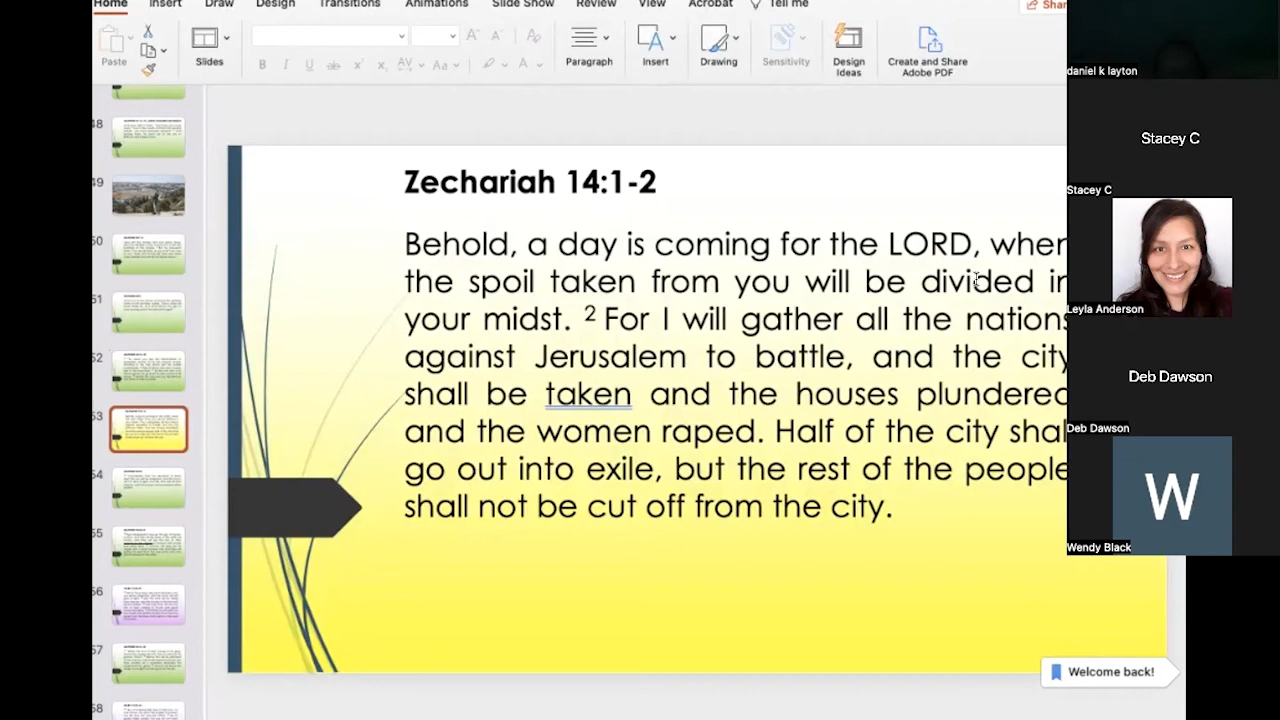 Home Insert Draw Design Transitions Animations Slide Show Review View Acrobat Tell me Shar
Paste Slides Paragraph Insert Drawing Sensitivity Design Ideas Create and Share Adobe PDF
B I U ab x x AV Aa A
daniel k layton
Stacey C
Stacey C
Leyla Anderson
Deb Dawson
Deb Dawson
W
Wendy Black
48
49
50
51
52
53
54
55
56
57
58
Zechariah 14:1-2
Behold, a day is coming for the LORD, when
the spoil taken from you will be divided in
your midst. 2 For I will gather all the nations
against Jerusalem to battle, and the city
shall be taken and the houses plundered
and the women raped. Half of the city shal
go out into exile, but the rest of the people
shall not be cut off from the city.
Welcome back!